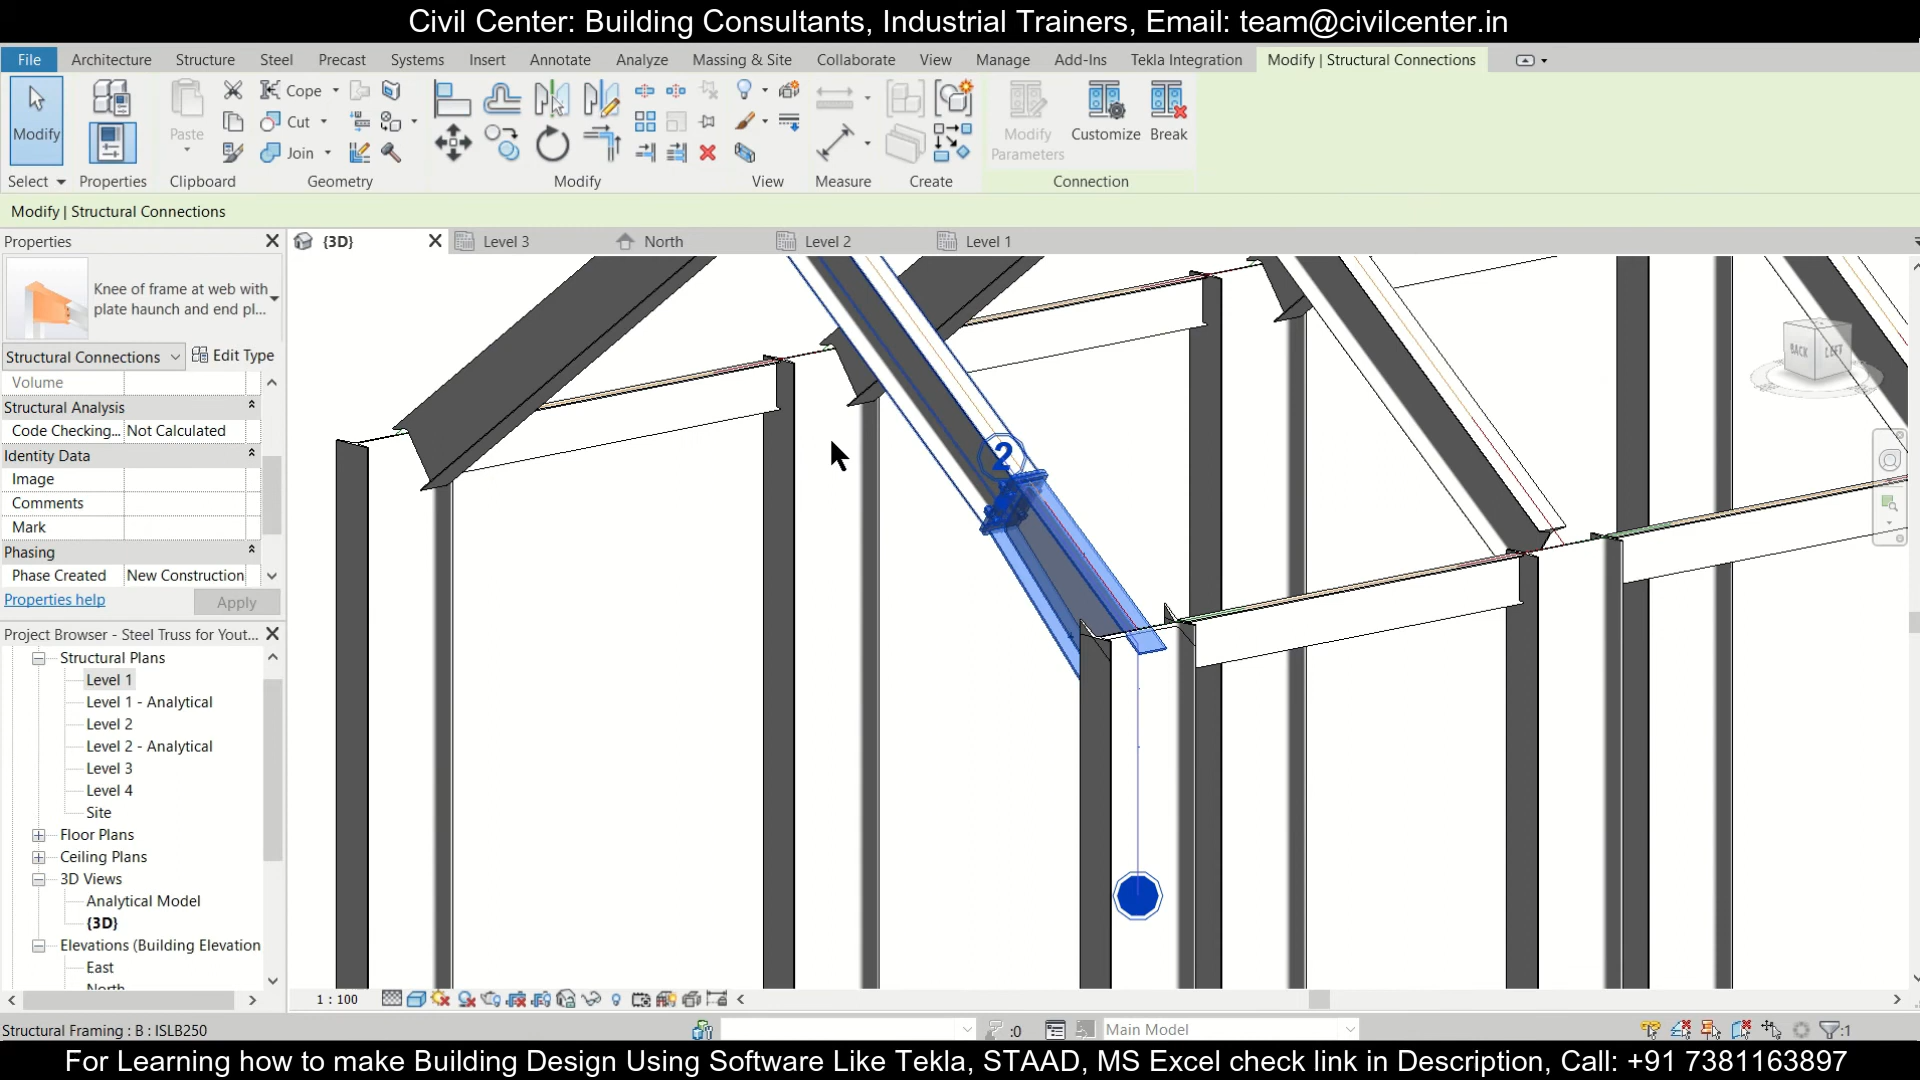 Civil Center: Building Consultants, Industrial Trainers, Email: team@civilcenter.in
File Architecture Structure Steel Precast Systems Insert Annotate Analyze Massing & Site Collaborate View Manage Add-Ins Tekla Integration Modify | Structural Connections
Modify
Paste
Cope
Cut
Join
Modify Parameters
Customize
Break
Select Properties Clipboard Geometry Modify View Measure Create Connection
Modify | Structural Connections
Properties
{3D} Level 3 North Level 2 Level 1
Knee of frame at web with
plate haunch and end pl...
Structural Connections Edit Type
Volume
Structural Analysis
Code Checking... Not Calculated
Identity Data
Image
Comments
Mark
Phasing
Phase Created New Construction
Properties help Apply
Project Browser - Steel Truss for Yout...
Structural Plans
Level 1
Level 1 - Analytical
Level 2
Level 2 - Analytical
Level 3
Level 4
Site
Floor Plans
Ceiling Plans
3D Views
Analytical Model
{3D}
Elevations (Building Elevation
East
North
2
BACK LEFT
1 : 100
Structural Framing : B : ISLB250 :0 Main Model :1
For Learning how to make Building Design Using Software Like Tekla, STAAD, MS Excel check link in Description, Call: +91 7381163897